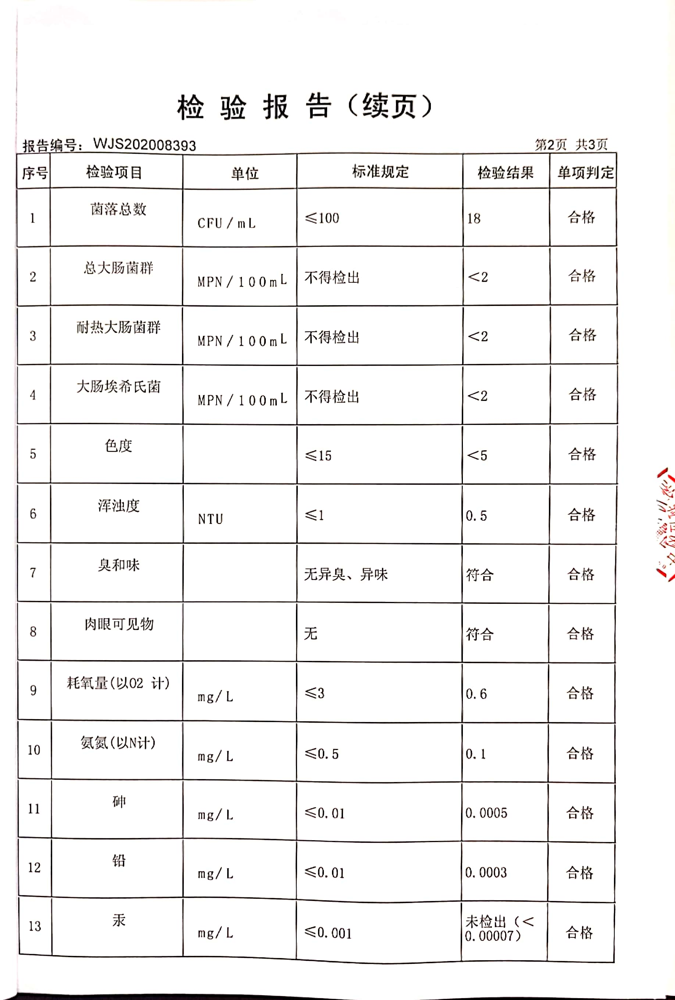 检 验 报 告（续页）
报告编号： WJS202008393 第2页 共3页
序号 检验项目 单位 标准规定 检验结果 单项判定
1 菌落总数 CFU/mL ≤100 18 合格
2 总大肠菌群 MPN/100mL 不得检出 <2 合格
3 耐热大肠菌群 MPN/100mL 不得检出 <2 合格
4 大肠埃希氏菌 MPN/100mL 不得检出 <2 合格
5 色度 ≤15 <5 合格
6 浑浊度 NTU ≤1 0.5 合格
7 臭和味 无异臭、异味 符合 合格
8 肉眼可见物 无 符合 合格
9 耗氧量(以O2 计) mg/L ≤3 0.6 合格
10 氨氮(以N计) mg/L ≤0.5 0.1 合格
11 砷 mg/L ≤0.01 0.0005 合格
12 铅 mg/L ≤0.01 0.0003 合格
13 汞 mg/L ≤0.001 未检出（< 合格
0.00007）